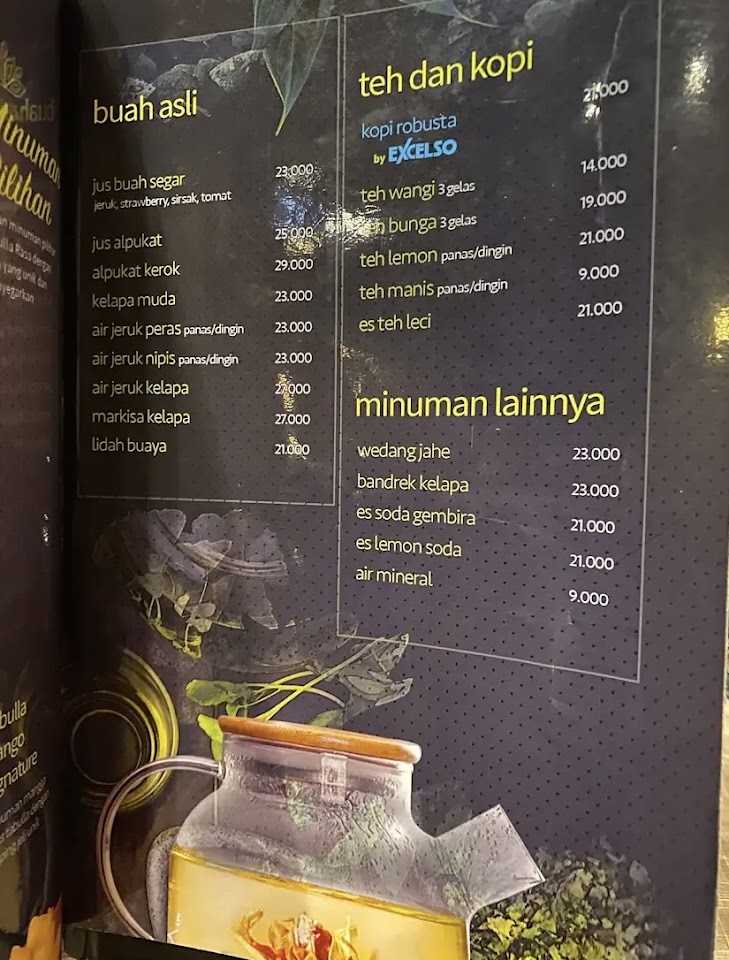 Minuman
Pilihan
bulla
signature
buah asli
jus buah segar 23.000
jeruk, strawberry, sirsak, tomat
jus alpukat 25.000
alpukat kerok 29.000
kelapa muda 23.000
air jeruk peras panas/dingin 23.000
air jeruk nipis panas/dingin 23.000
air jeruk kelapa 27.000
markisa kelapa 27.000
lidah buaya 21.000
teh dan kopi
kopi robusta 21.000
by EXCELSO
teh wangi 3 gelas 14.000
teh bunga 3 gelas 19.000
teh lemon panas/dingin 21.000
teh manis panas/dingin 9.000
es teh leci 21.000
minuman lainnya
wedang jahe 23.000
bandrek kelapa 23.000
es soda gembira 21.000
es lemon soda 21.000
air mineral 9.000